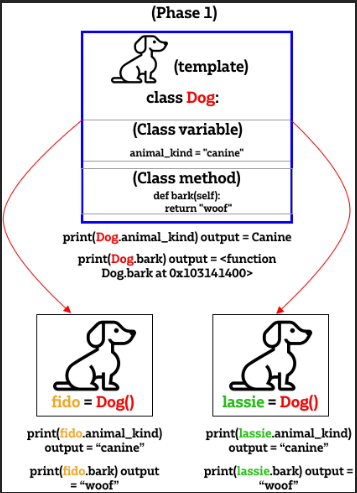 (Phase 1)
(template)
class Dog:
(Class variable)
animal_kind = "canine"
(Class method)
def bark(self):
return "woof"
print(Dog.animal_kind) output = Canine
print(Dog.bark) output = <function
Dog.bark at 0x103141400>
fido = Dog()
print(fido.animal_kind)
output = “canine”
print(fido.bark) output
= “woof”
lassie = Dog()
print(lassie.animal_kind)
output = “canine”
print(lassie.bark) output =
“woof”